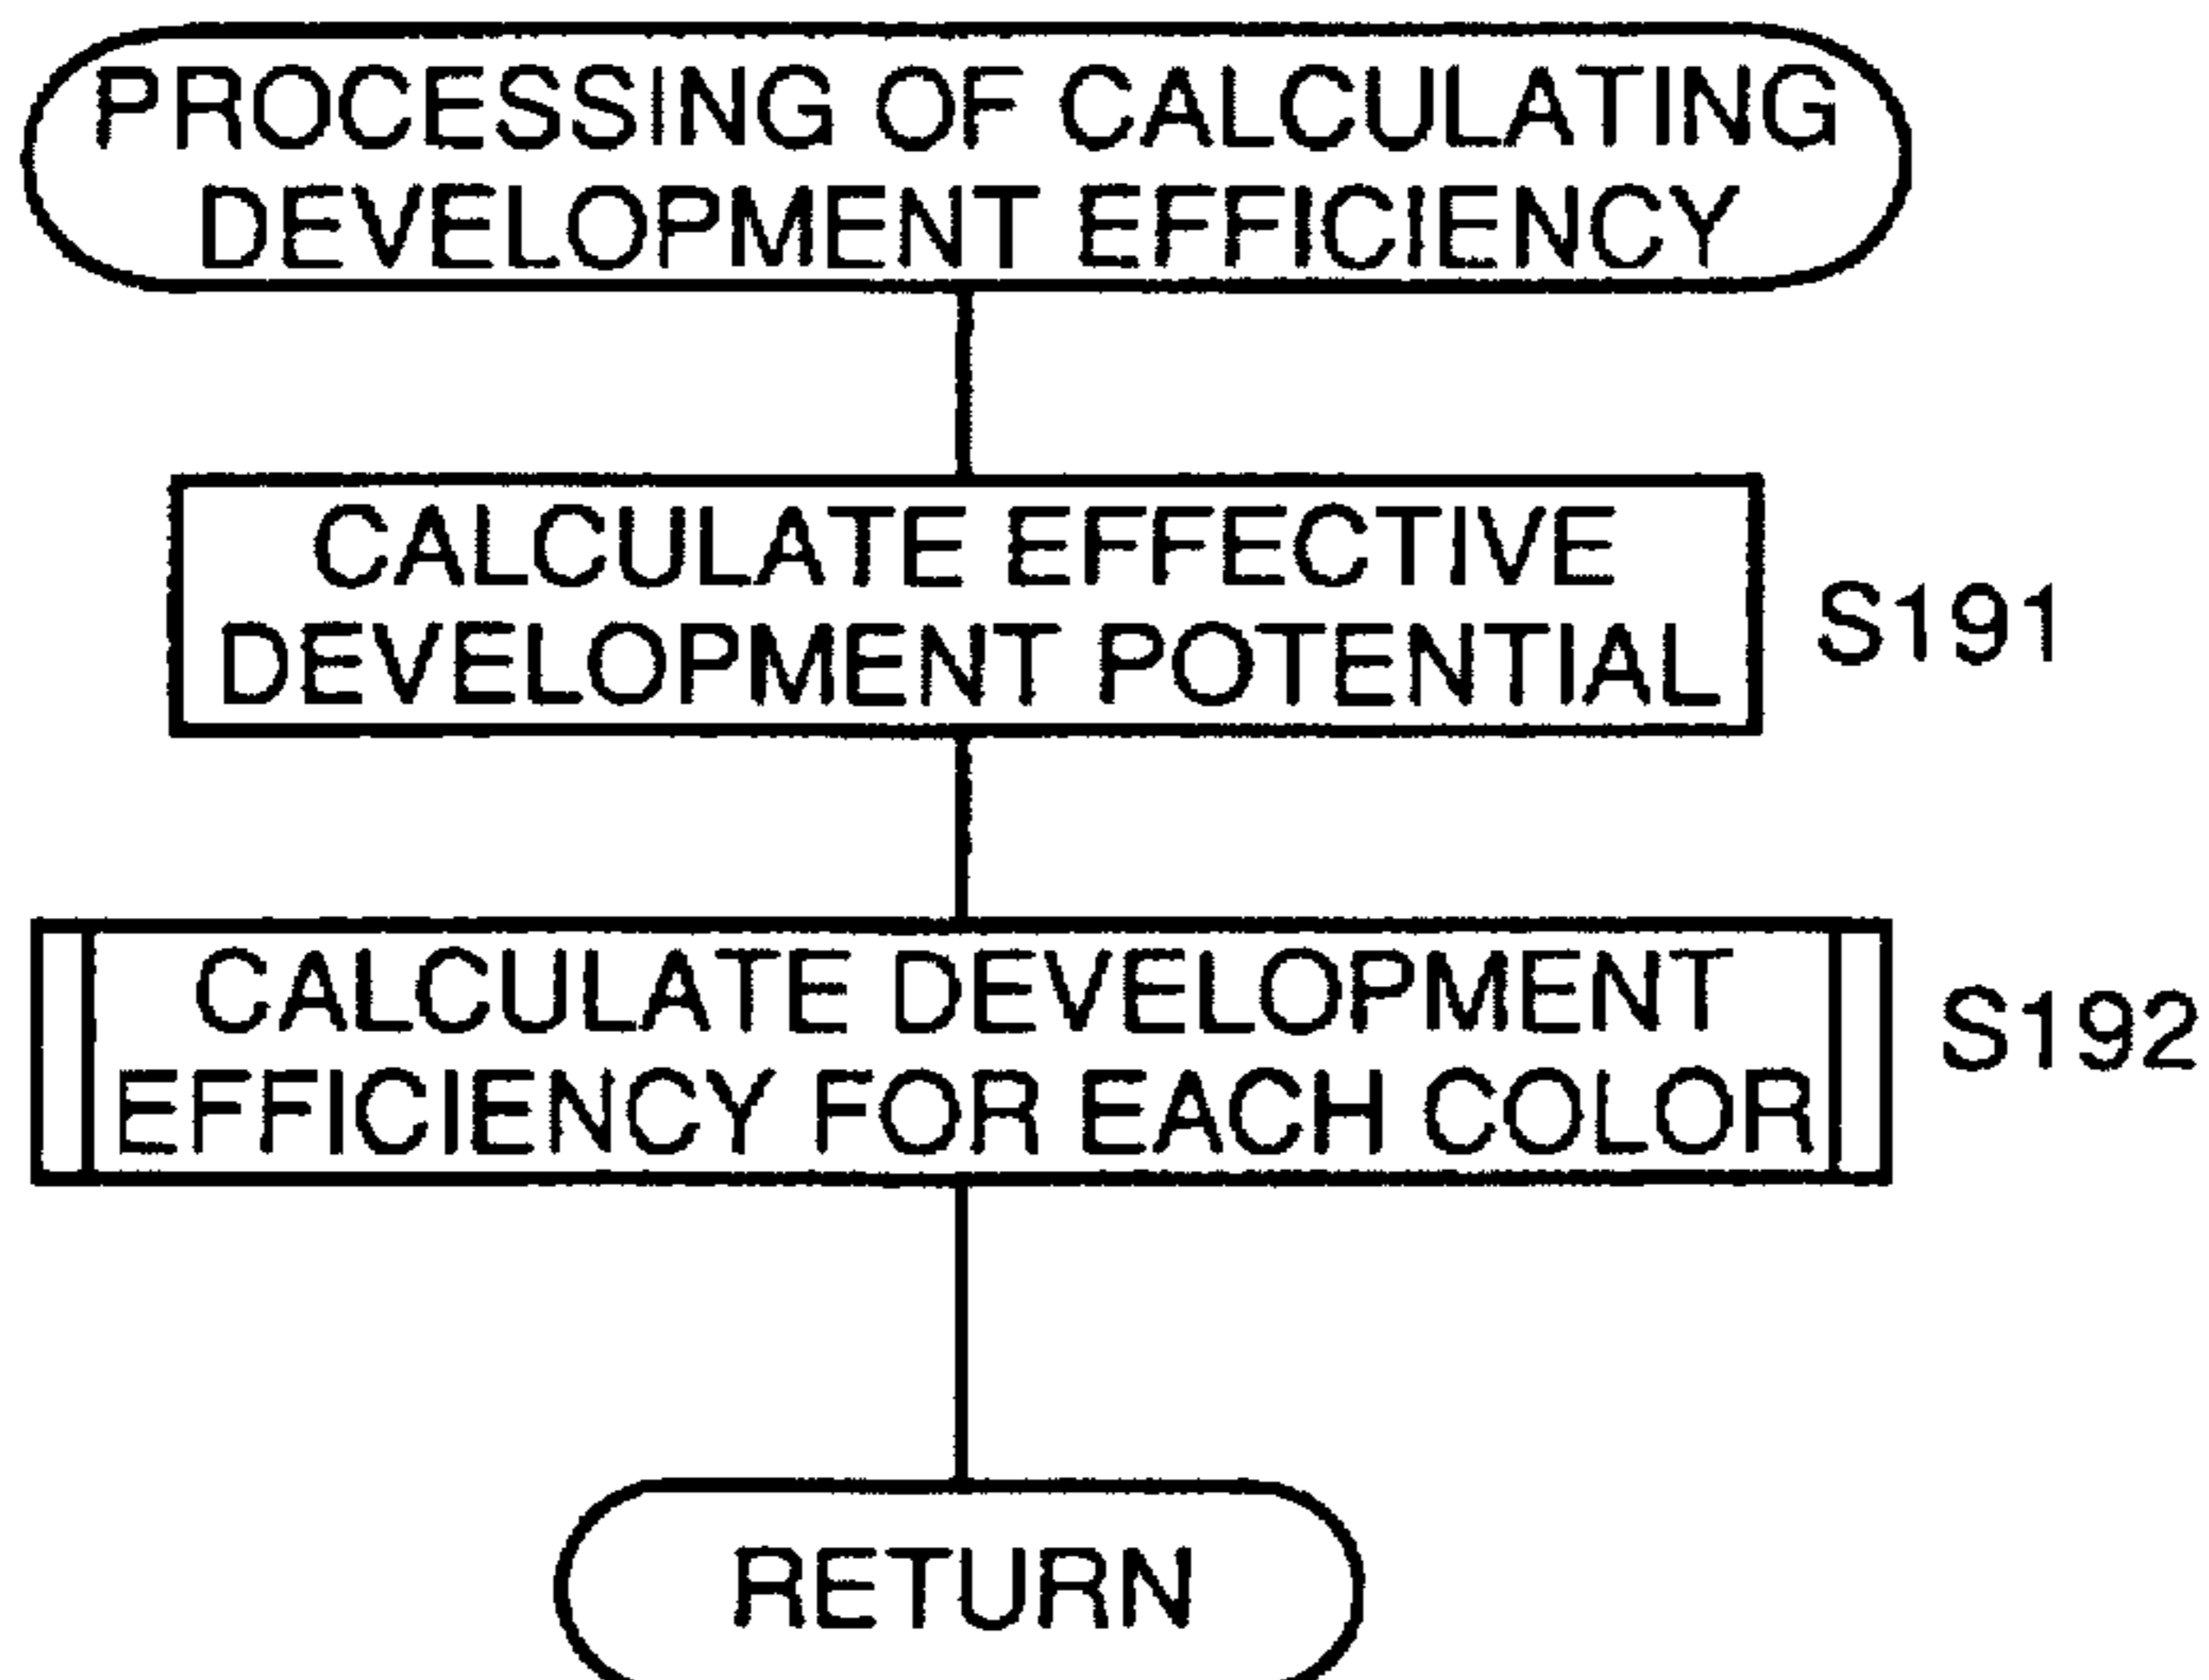 PROCESSING OF CALCULATING
DEVELOPMENT EFFICIENCY
CALCULATE EFFECTIVE
DEVELOPMENT POTENTIAL
S191
CALCULATE DEVELOPMENT
EFFICIENCY FOR EACH COLOR
S192
RETURN